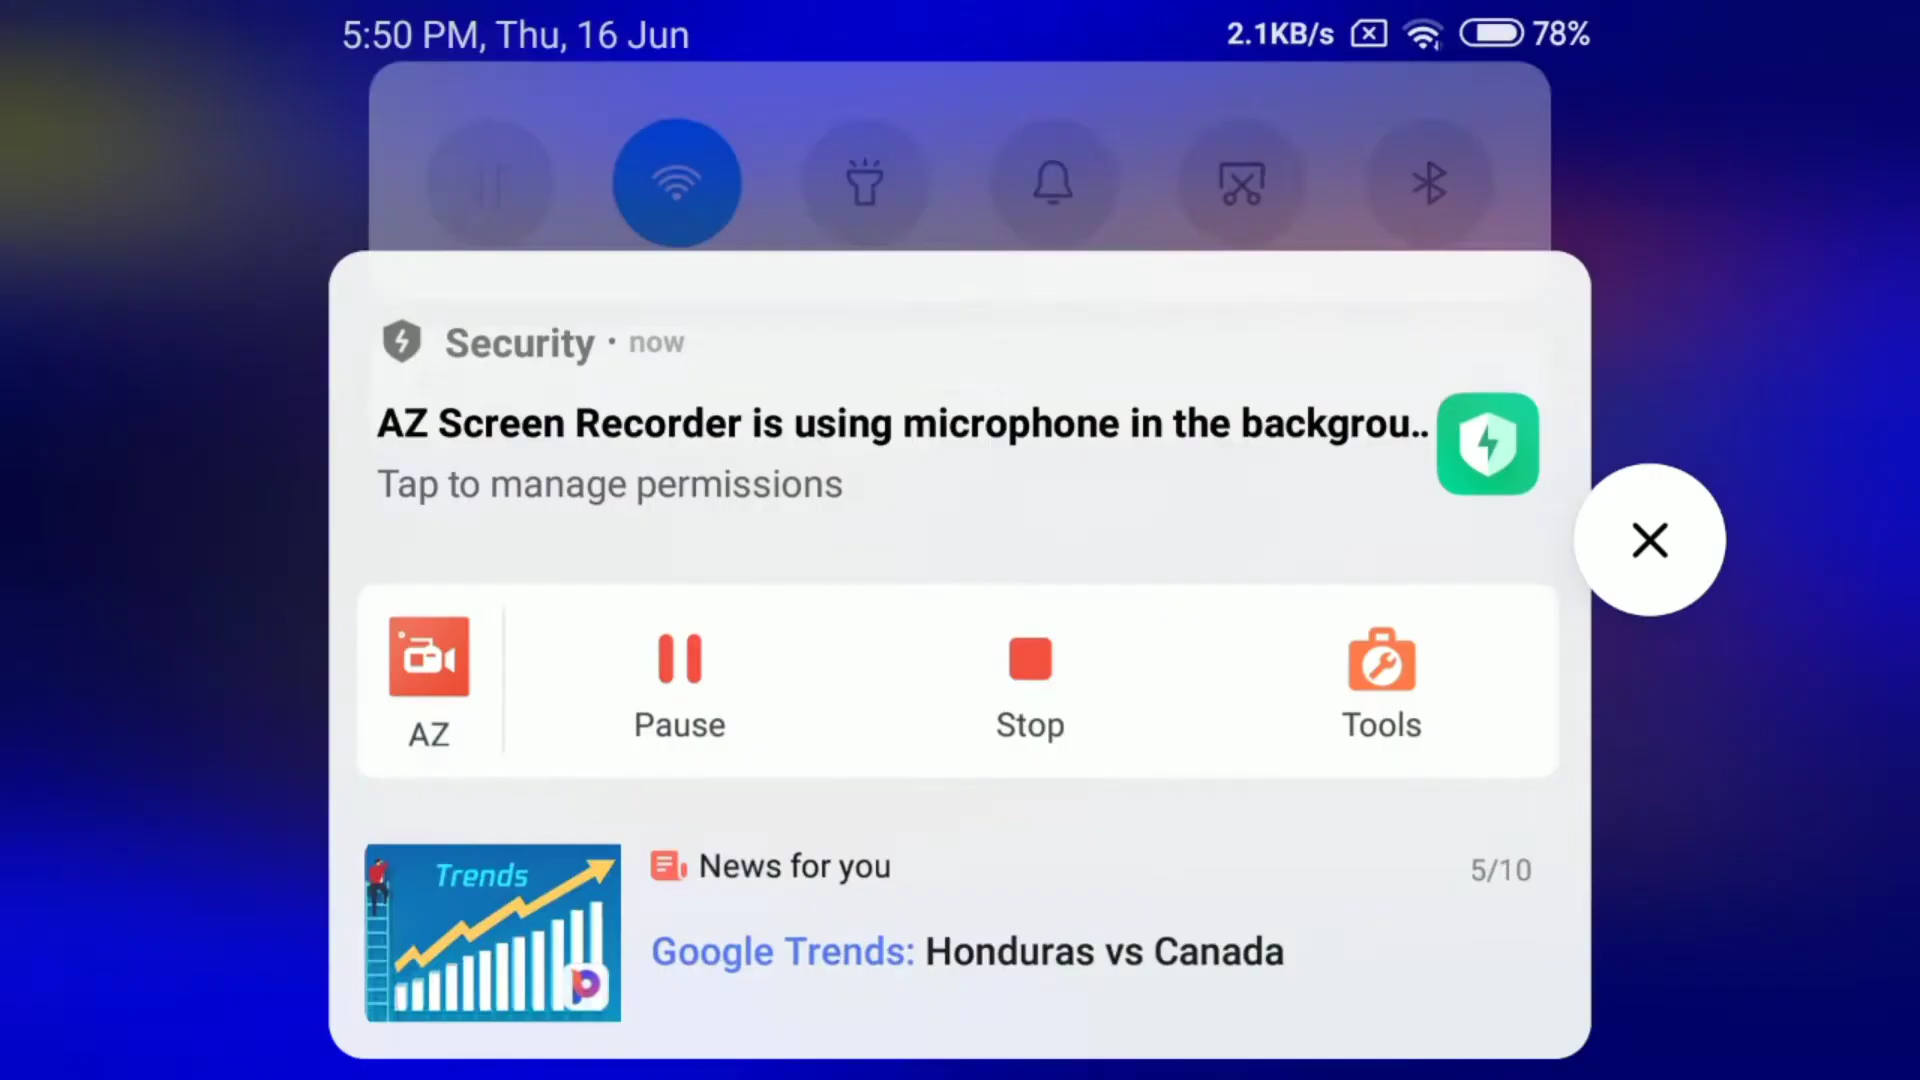 5:50 PM, Thu, 16 Jun
2.1KB/s 78%
Security • now
AZ Screen Recorder is using microphone in the backgrou..
Tap to manage permissions
AZ
Pause
Stop
Tools
Trends
News for you
5/10
Google Trends: Honduras vs Canada